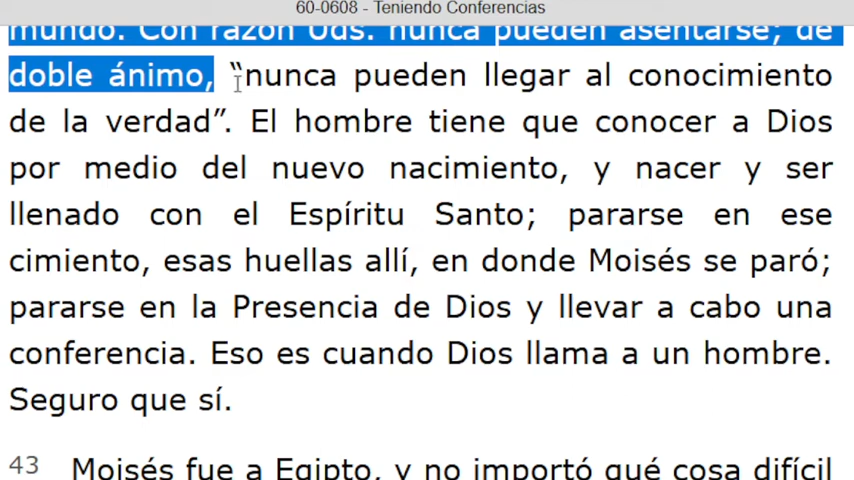 60-0608 - Teniendo Conferencias
mundo. Con razón Uds. nunca pueden asentarse; de
doble ánimo, “nunca pueden llegar al conocimiento
de la verdad”. El hombre tiene que conocer a Dios
por medio del nuevo nacimiento, y nacer y ser
llenado con el Espíritu Santo; pararse en ese
cimiento, esas huellas allí, en donde Moisés se paró;
pararse en la Presencia de Dios y llevar a cabo una
conferencia. Eso es cuando Dios llama a un hombre.
Seguro que sí.
43 Moisés fue a Egipto, y no importó qué cosa difícil